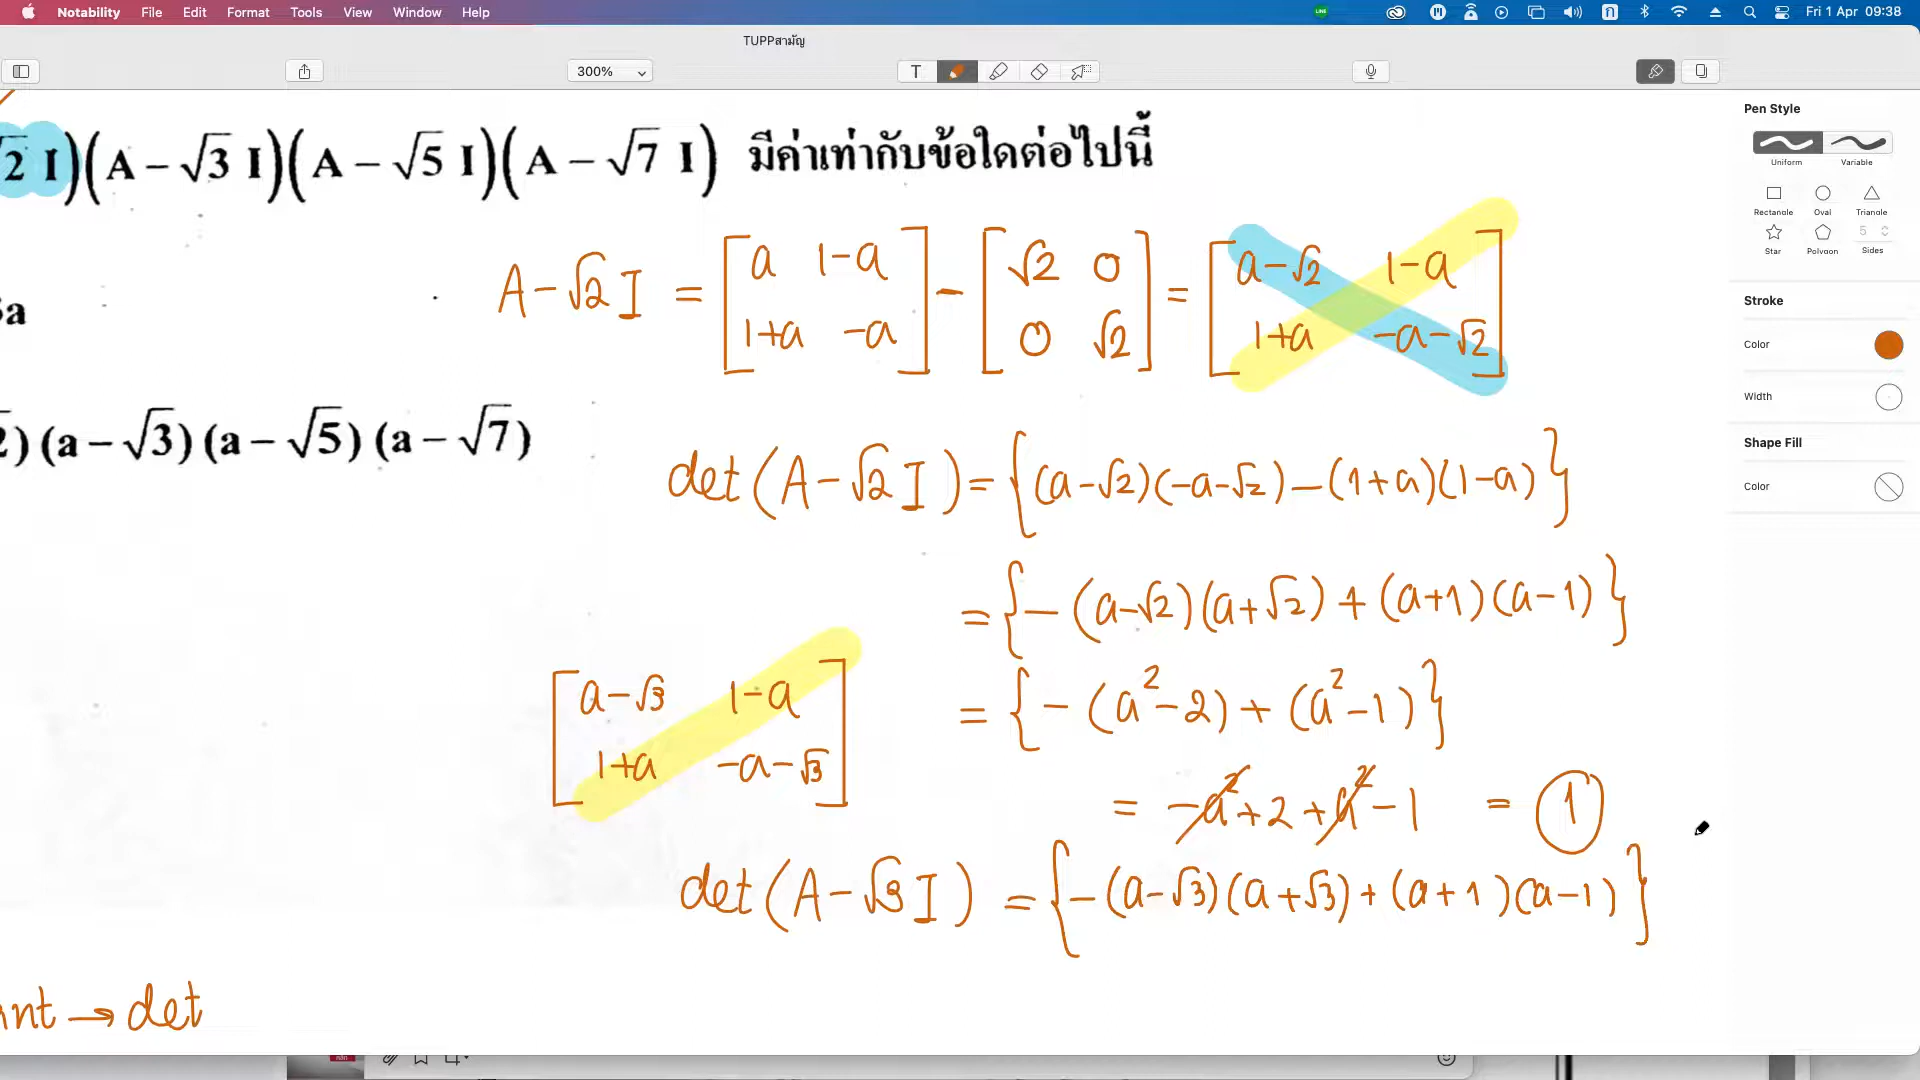 Notability File Edit Format Tools View Window Help Fri 1 Apr 09:38
TUPPสามัญ
300% T
Pen Style
Uniform Variable
Rectangle Oval Triangle
Star Polygon 5 Sides
Stroke
Color
Width
Shape Fill
Color
2 I)(A − √3 I)(A − √5 I)(A − √7 I) มีค่าเท่ากับข้อใดต่อไปนี้
A − √2 I = [a 1−a; 1+a −a] − [√2 0; 0 √2] = [a−√2 1−a; 1+a −a−√2]
a
) (a − √3) (a − √5) (a − √7)
det(A − √2 I) = {(a−√2)(−a−√2) − (1+a)(1−a)}
= {−(a−√2)(a+√2) + (a+1)(a−1)}
= {−(a²−2) + (a²−1)}
[a−√3 1−a; 1+a −a−√3]
= −a² + 2 + a² − 1 = 1
det(A − √3 I) = {−(a−√3)(a+√3) + (a+1)(a−1)}
nt → det